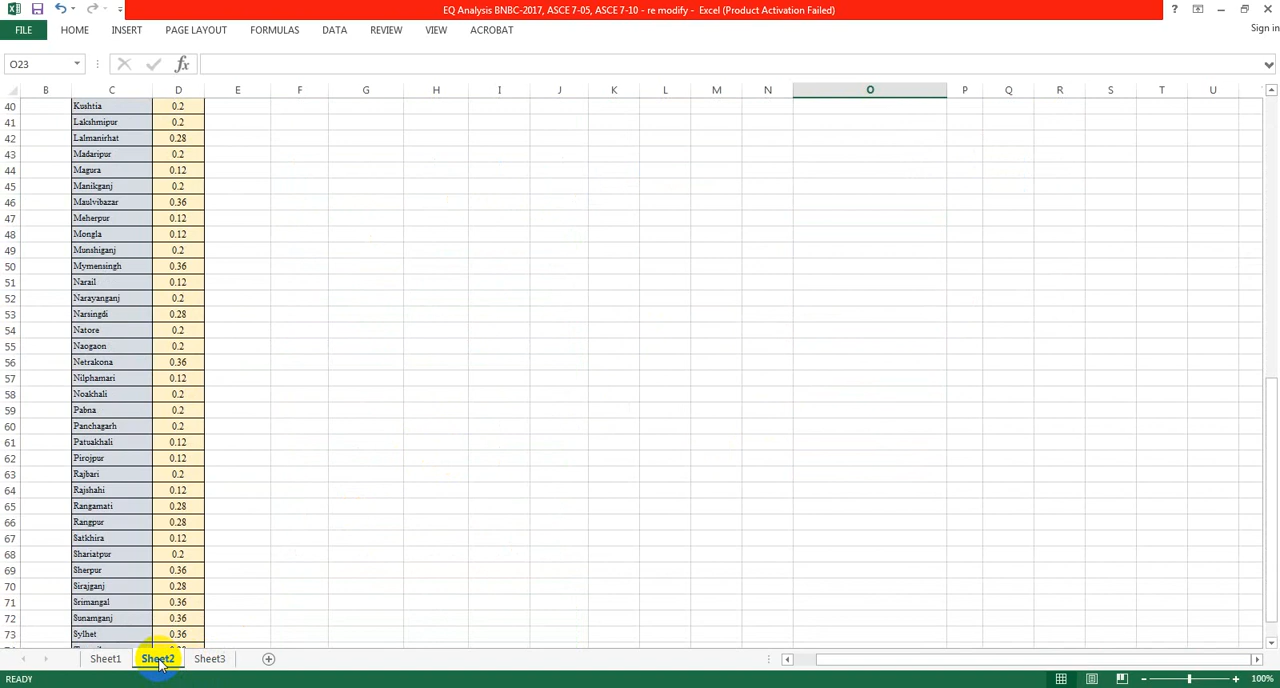 EQ Analysis BNBC-2017, ASCE 7-05, ASCE 7-10 - re modify - Excel (Product Activation Failed)
?
FILE HOME INSERT PAGE LAYOUT FORMULAS DATA REVIEW VIEW ACROBAT Sign in
O23 fx
B C D E F G H I J K L M N O P Q R S T U
40 Kushtia 0.2
41 Lakshmipur 0.2
42 Lalmanirhat 0.28
43 Madaripur 0.2
44 Magura 0.12
45 Manikganj 0.2
46 Maulvibazar 0.36
47 Meherpur 0.12
48 Mongla 0.12
49 Munshiganj 0.2
50 Mymensingh 0.36
51 Narail 0.12
52 Narayanganj 0.2
53 Narsingdi 0.28
54 Natore 0.2
55 Naogaon 0.2
56 Netrakona 0.36
57 Nilphamari 0.12
58 Noakhali 0.2
59 Pabna 0.2
60 Panchagarh 0.2
61 Patuakhali 0.12
62 Pirojpur 0.12
63 Rajbari 0.2
64 Rajshahi 0.12
65 Rangamati 0.28
66 Rangpur 0.28
67 Satkhira 0.12
68 Shariatpur 0.2
69 Sherpur 0.36
70 Sirajganj 0.28
71 Srimangal 0.36
72 Sunamganj 0.36
73 Sylhet 0.36
Sheet1 Sheet2 Sheet3
READY 100%